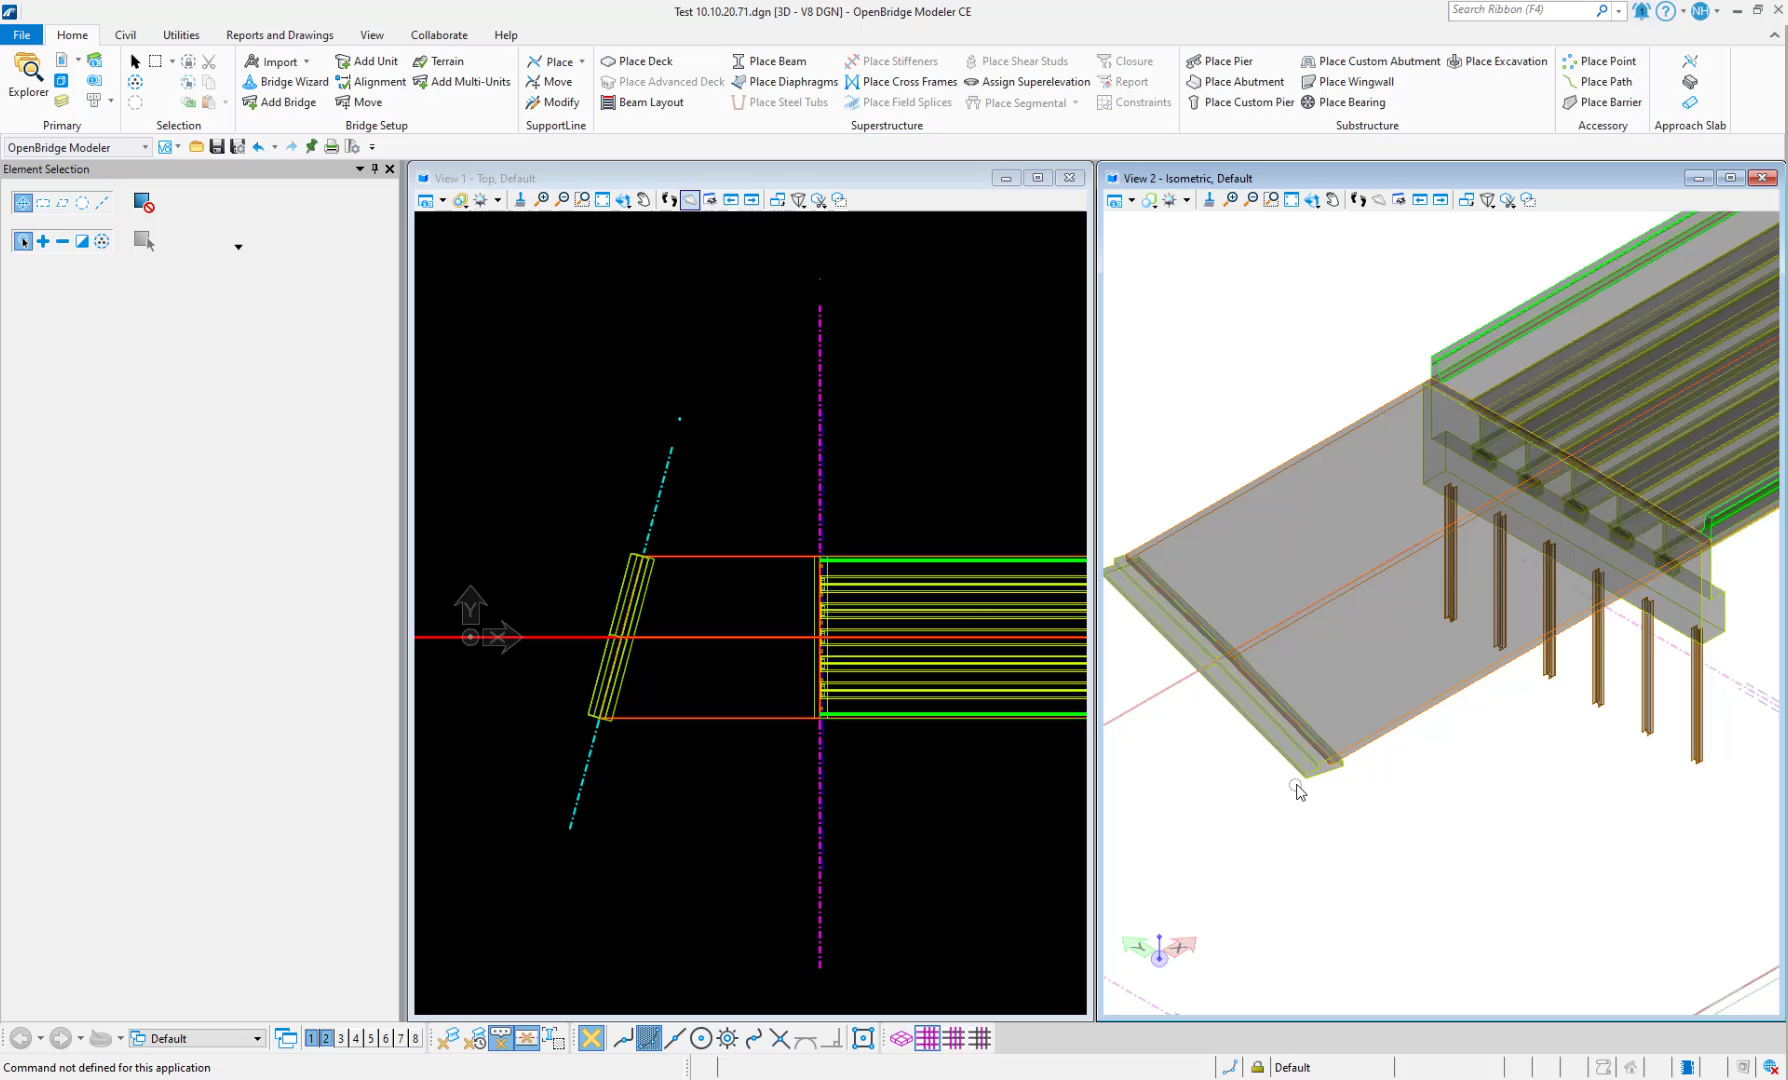 Test 10.10.20.71.dgn [3D - V8 DGN] - OpenBridge Modeler CE
Search Ribbon (F4)
NH
File
Home
Civil
Utilities
Reports and Drawings
View
Collaborate
Help
Explorer
Primary
Selection
Import
Add Unit
Terrain
Bridge Wizard
Alignment
Add Multi-Units
Add Bridge
Move
Bridge Setup
Place
Move
Modify
SupportLine
Place Deck
Place Beam
Place Stiffeners
Place Shear Studs
Closure
Place Advanced Deck
Place Diaphragms
Place Cross Frames
Assign Superelevation
Report
Beam Layout
Place Steel Tubs
Place Field Splices
Place Segmental
Constraints
Superstructure
Place Pier
Place Custom Abutment
Place Excavation
Place Abutment
Place Wingwall
Place Custom Pier
Place Bearing
Substructure
Place Point
Place Path
Place Barrier
Accessory
Approach Slab
OpenBridge Modeler
Element Selection
View 1 - Top, Default
View 2 - Isometric, Default
Y
X
Y
X
Default
1 2 3 4 5 6 7 8
Command not defined for this application
Default